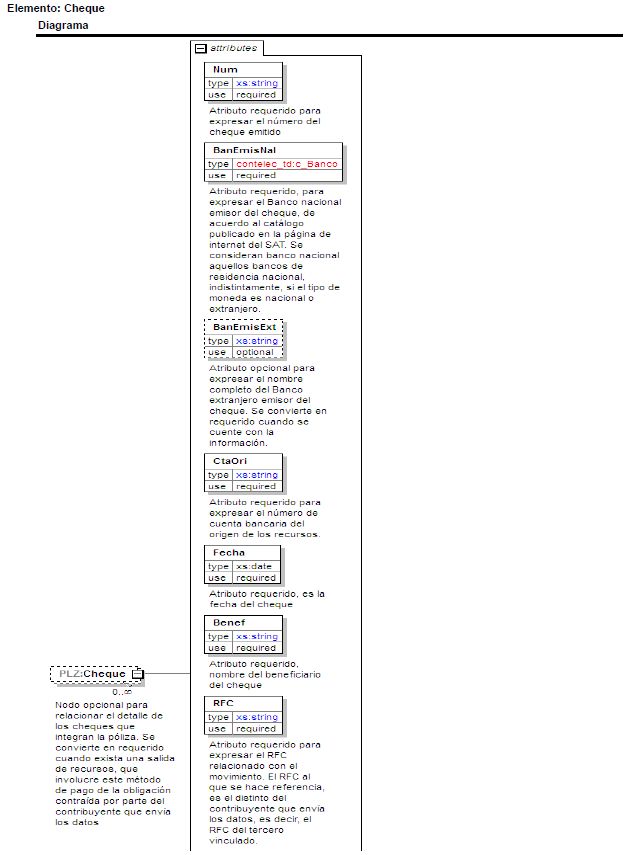 Elemento: Cheque
Diagrama
attributes
Num
type xs:string
use required
Atributo requerido para
expresar el número del
cheque emitido
BanEmisNal
type contelec_td:c_Banco
use required
Atributo requerido, para
expresar el Banco nacional
emisor del cheque, de
acuerdo al catálogo
publicado en la página de
internet del SAT. Se
consideran banco nacional
aquellos bancos de
residencia nacional,
indistintamente, si el tipo de
moneda es nacional o
extranjero.
BanEmisExt
type xs:string
use optional
Atributo opcional para
expresar el nombre
completo del Banco
extranjero emisor del
cheque. Se convierte en
requerido cuando se
cuente con la
información.
CtaOri
type xs:string
use required
Atributo requerido para
expresar el número de
cuenta bancaria del
origen de los recursos.
Fecha
type xs:date
use required
Atributo requerido, es la
fecha del cheque
Benef
type xs:string
use required
Atributo requerido,
nombre del beneficiario
del cheque
RFC
type xs:string
use required
Atributo requerido para
expresar el RFC
relacionado con el
movimiento. El RFC al
que se hace referencia,
es el distinto del
contribuyente que envía
los datos, es decir, el
RFC del tercero
vinculado.
PLZ:Cheque
0..∞
Nodo opcional para
relacionar el detalle de
los cheques que
integran la póliza. Se
convierte en requerido
cuando exista una salida
de recursos, que
involucre este método
de pago de la obligación
contraída por parte del
contribuyente que envía
los datos